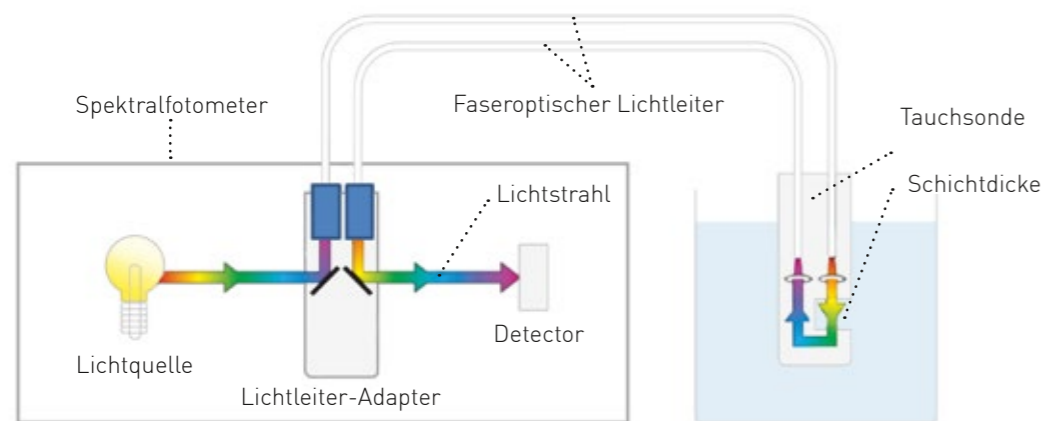 Spektralfotometer
Faseroptischer Lichtleiter
Tauchsonde
Schichtdicke
Lichtstrahl
Detector
Lichtquelle
Lichtleiter-Adapter